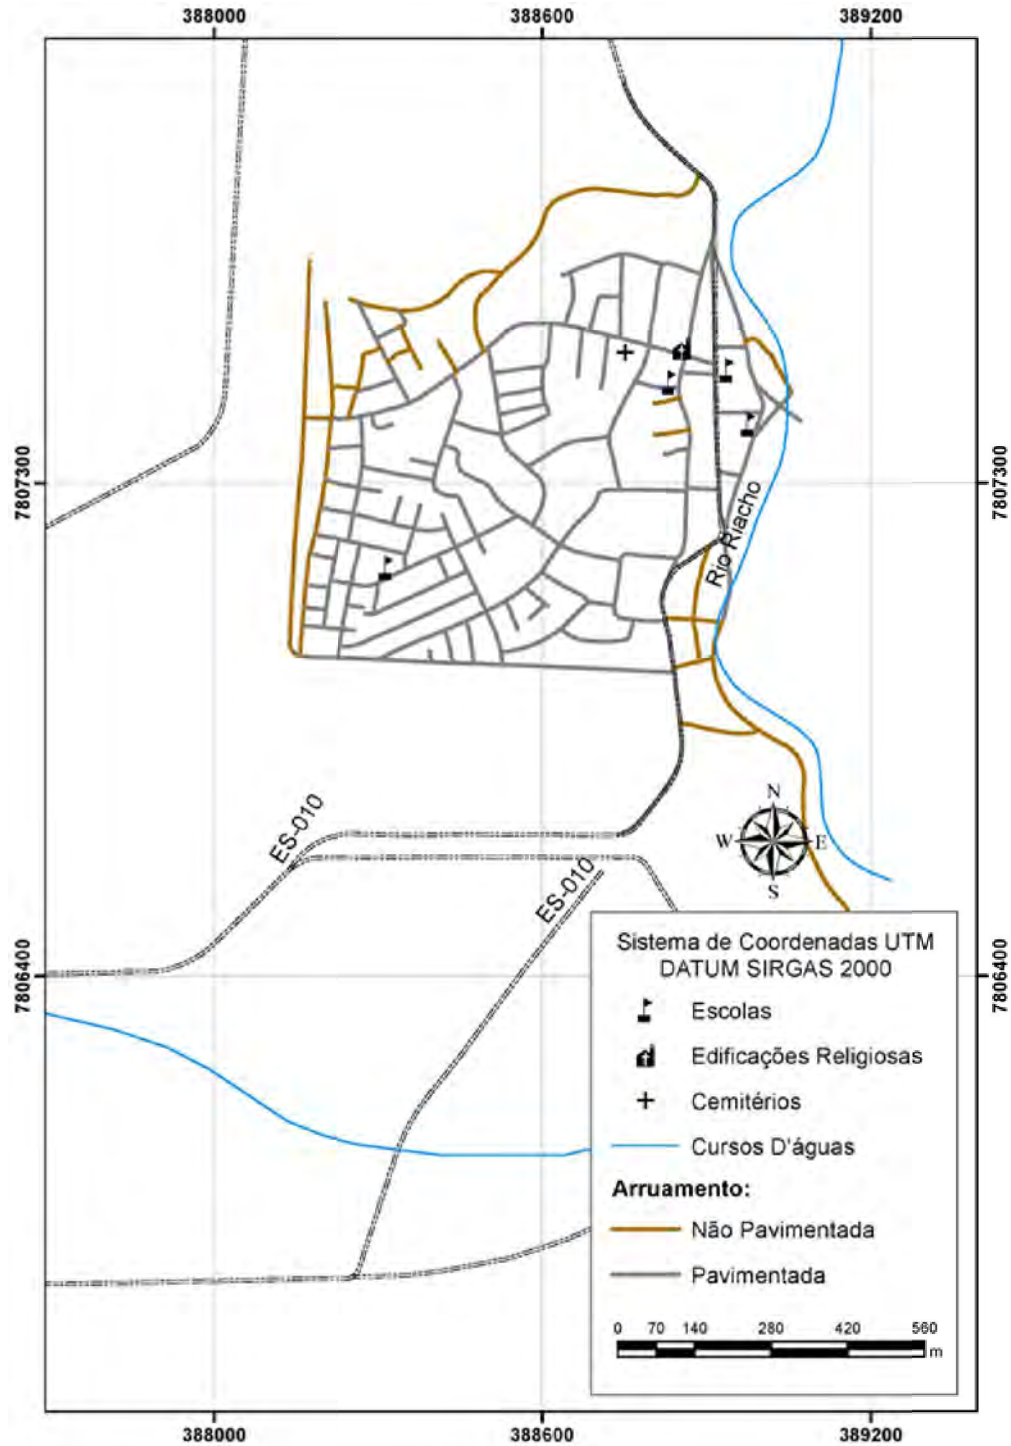 388000
388600
389200
7807300
7807300
Rio Riacho
N
W
E
S
ES-010
ES-010
7806400
7806400
Sistema de Coordenadas UTM
DATUM SIRGAS 2000
Escolas
Edificações Religiosas
Cemitérios
Cursos D'águas
Arruamento:
Não Pavimentada
Pavimentada
0 70 140 280 420 560
m
388000
388600
389200